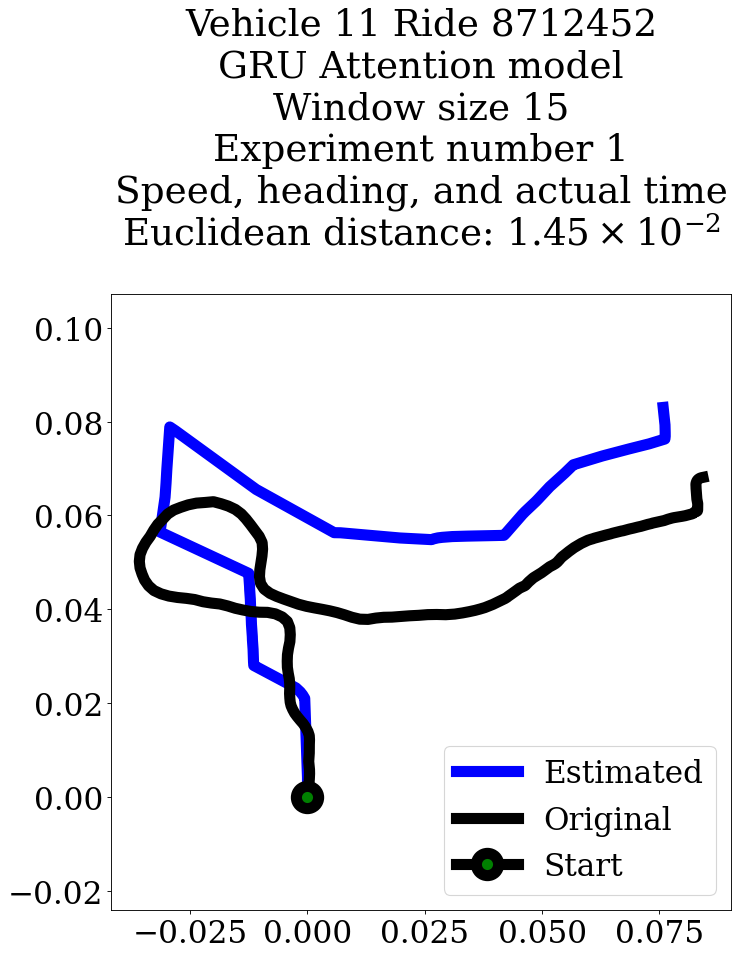 Vehicle 11 Ride 8712452
GRU Attention model
Window size 15
Experiment number 1
Speed, heading, and actual time
Euclidean distance: 1.45 × 10⁻²
0.10
0.08
0.06
0.04
0.02
0.00
−0.02
Estimated
Original
Start
−0.025 0.000 0.025 0.050 0.075